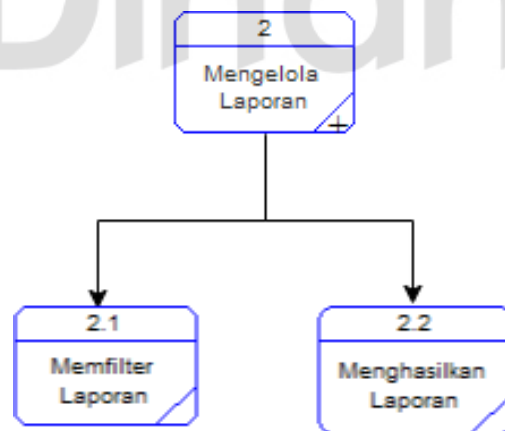 2
Mengelola
Laporan
2.1
Memfilter
Laporan
2.2
Menghasilkan
Laporan